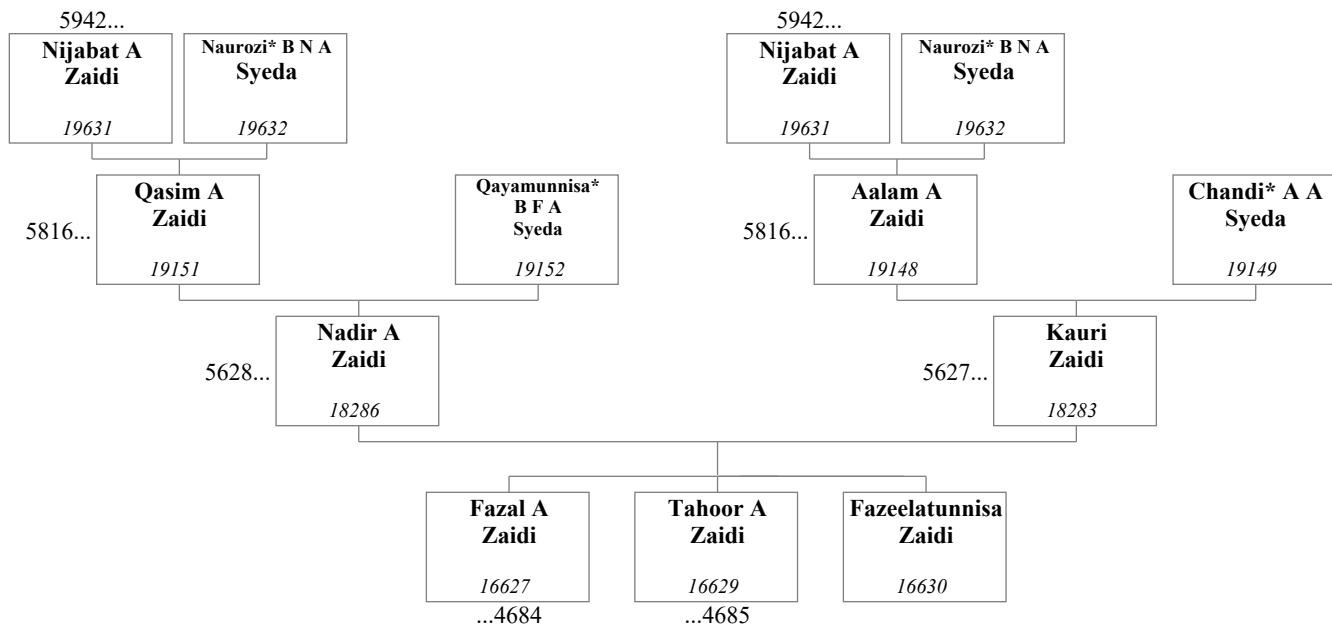 5942...
Nijabat A
Zaidi
19631
Naurozi* B N A
Syeda
19632
5942...
Nijabat A
Zaidi
19631
Naurozi* B N A
Syeda
19632
5816...
Qasim A
Zaidi
19151
Qayamunnisa*
B F A
Syeda
19152
5816...
Aalam A
Zaidi
19148
Chandi* A A
Syeda
19149
5628...
Nadir A
Zaidi
18286
5627...
Kauri
Zaidi
18283
Fazal A
Zaidi
16627
...4684
Tahoor A
Zaidi
16629
...4685
Fazeelatunnisa
Zaidi
16630